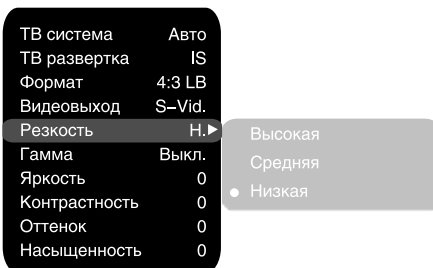 ТВ система Авто
ТВ развертка IS
Формат 4:3 LB
Видеовыход S–Vid.
Резкость Н.
Гамма Выкл.
Яркость 0
Контрастность 0
Оттенок 0
Насыщенность 0
Высокая
Средняя
Низкая